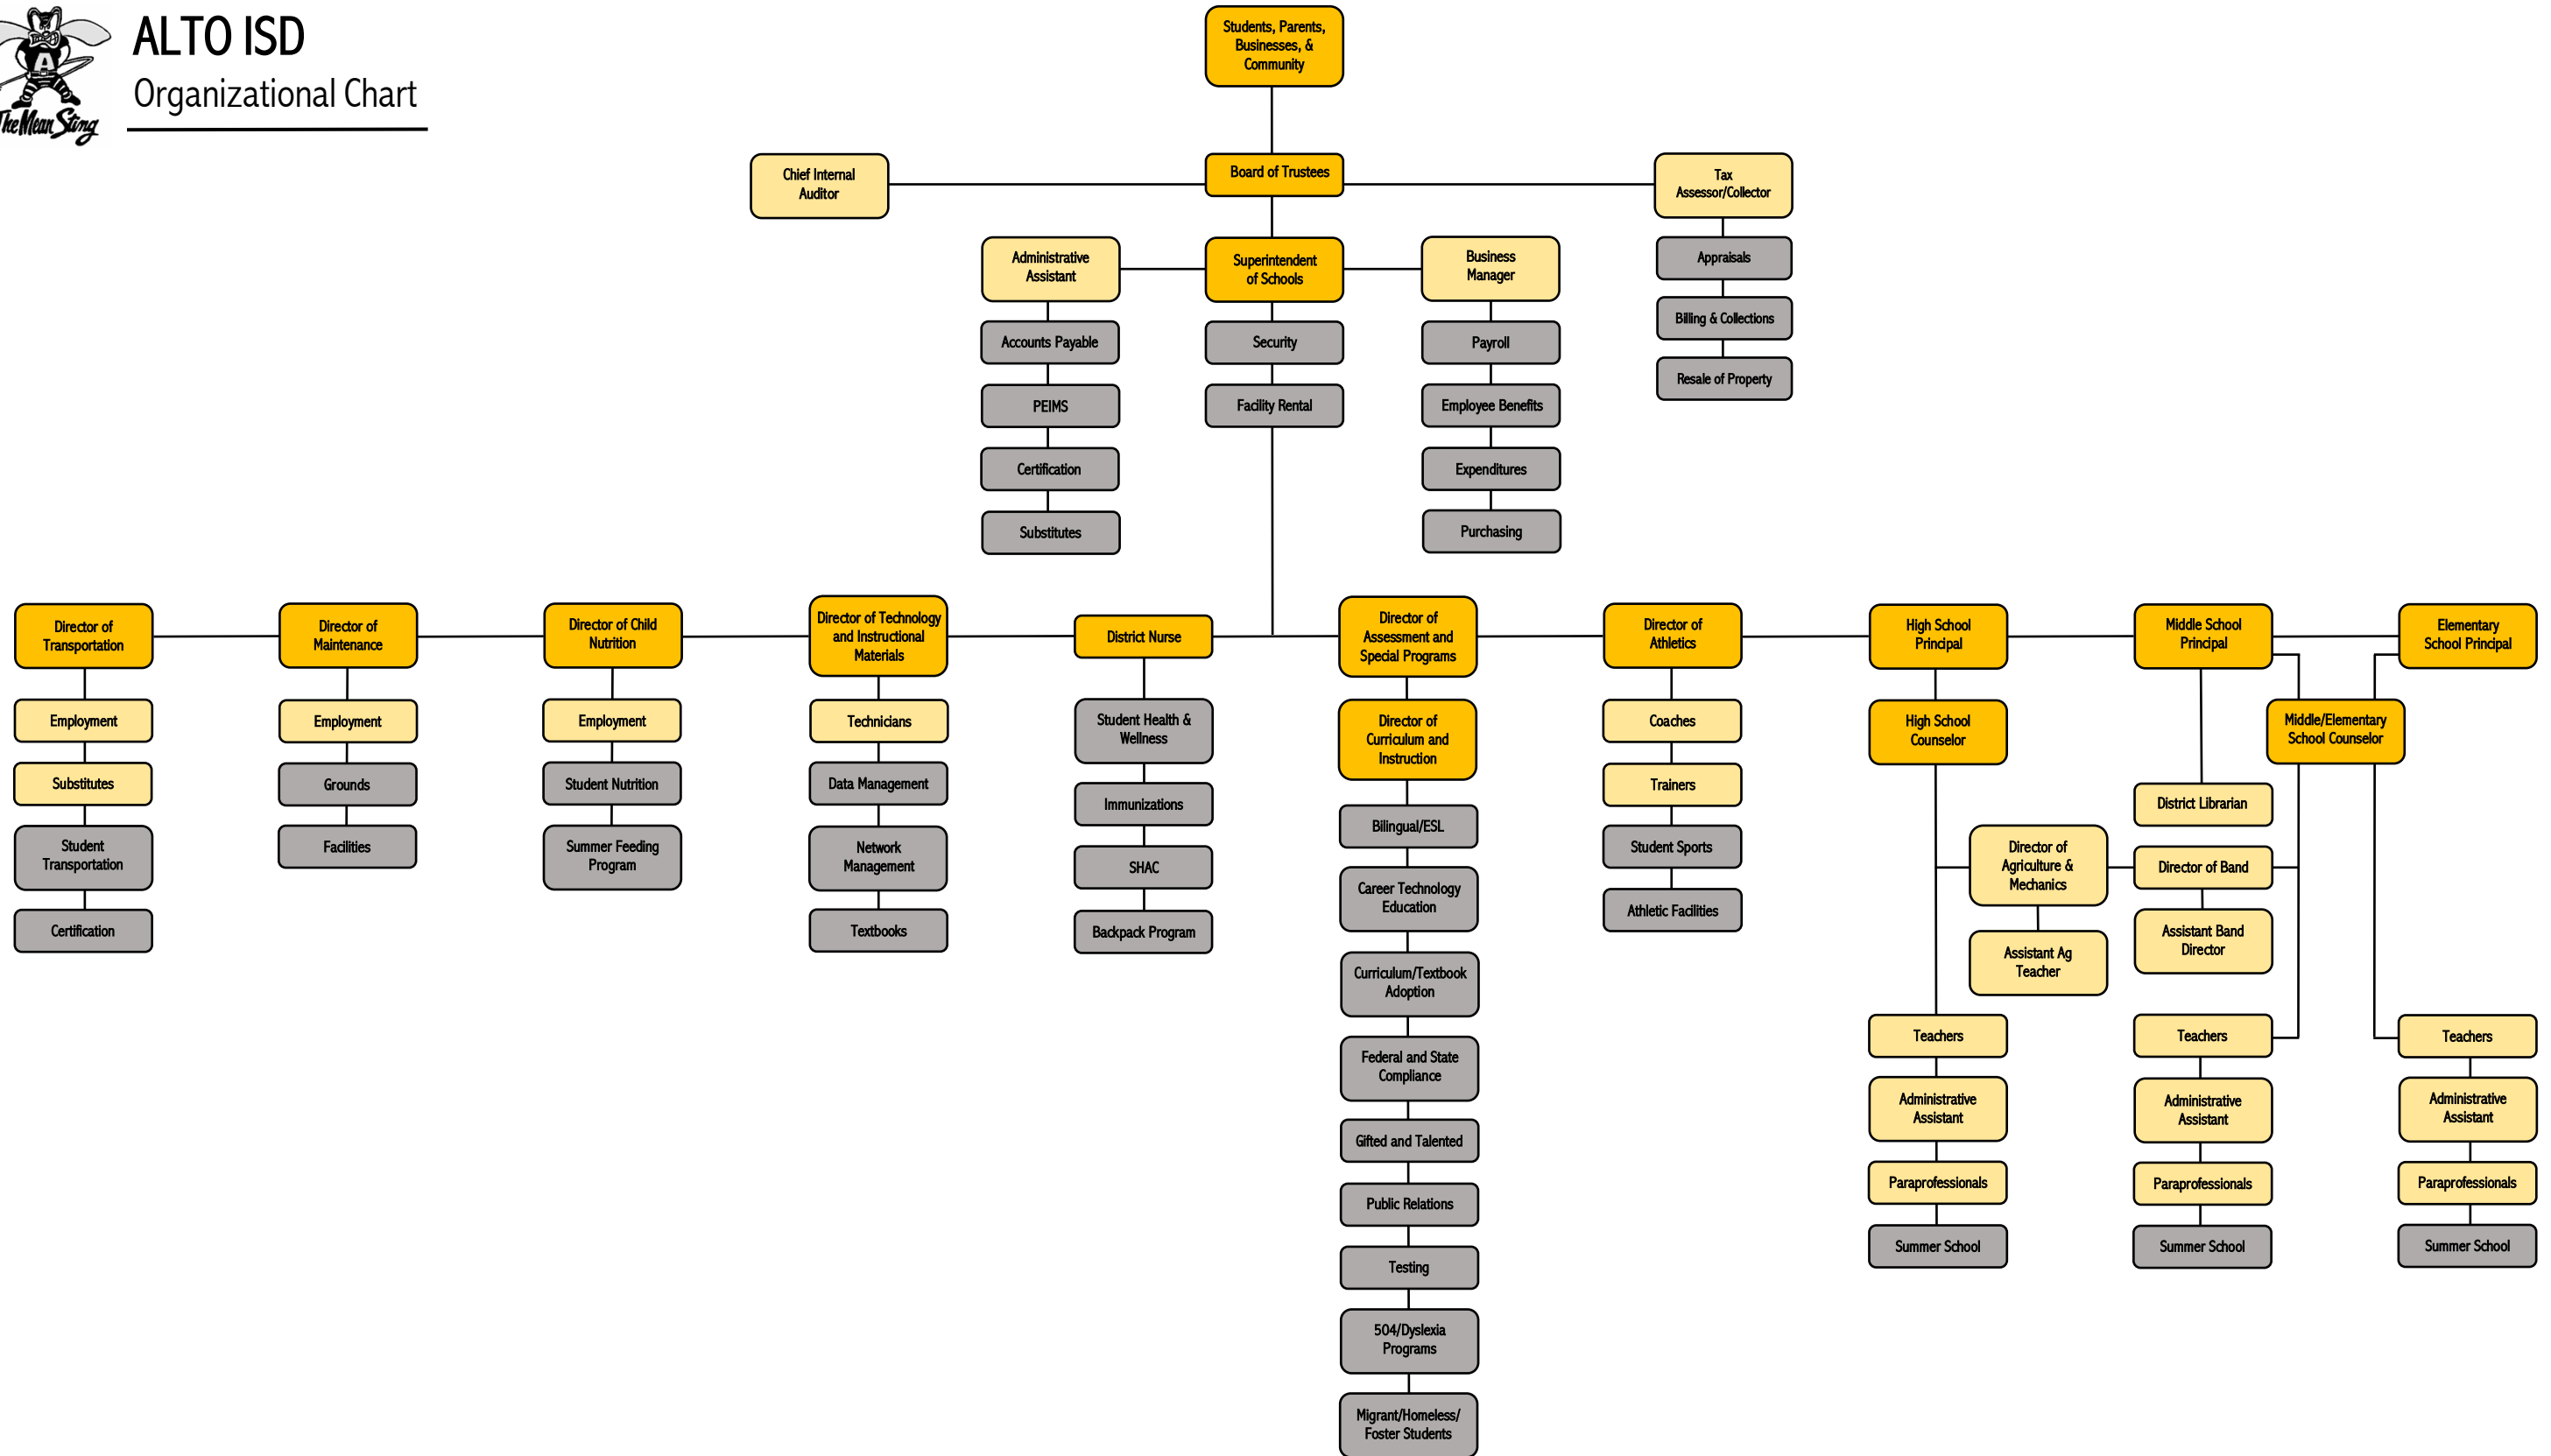 ALTO ISD
Organizational Chart
A
The Mean Sting
Students, Parents,
Businesses, &
Community
Chief Internal
Auditor
Board of Trustees
Tax
Assessor/Collector
Administrative
Assistant
Superintendent
of Schools
Business
Manager
Appraisals
Billing & Collections
Resale of Property
Accounts Payable
PEIMS
Certification
Substitutes
Security
Facility Rental
Payroll
Employee Benefits
Expenditures
Purchasing
Director of
Transportation
Employment
Substitutes
Student
Transportation
Certification
Director of
Maintenance
Employment
Grounds
Facilities
Director of Child
Nutrition
Employment
Student Nutrition
Summer Feeding
Program
Director of Technology
and Instructional
Materials
Technicians
Data Management
Network
Management
Textbooks
District Nurse
Student Health &
Wellness
Immunizations
SHAC
Backpack Program
Director of
Assessment and
Special Programs
Director of
Curriculum and
Instruction
Bilingual/ESL
Career Technology
Education
Curriculum/Textbook
Adoption
Federal and State
Compliance
Gifted and Talented
Public Relations
Testing
504/Dyslexia
Programs
Migrant/Homeless/
Foster Students
Director of
Athletics
Coaches
Trainers
Student Sports
Athletic Facilities
High School
Principal
High School
Counselor
Director of
Agriculture &
Mechanics
Assistant Ag
Teacher
Teachers
Administrative
Assistant
Paraprofessionals
Summer School
Middle School
Principal
District Librarian
Director of Band
Assistant Band
Director
Teachers
Administrative
Assistant
Paraprofessionals
Summer School
Elementary
School Principal
Middle/Elementary
School Counselor
Teachers
Administrative
Assistant
Paraprofessionals
Summer School